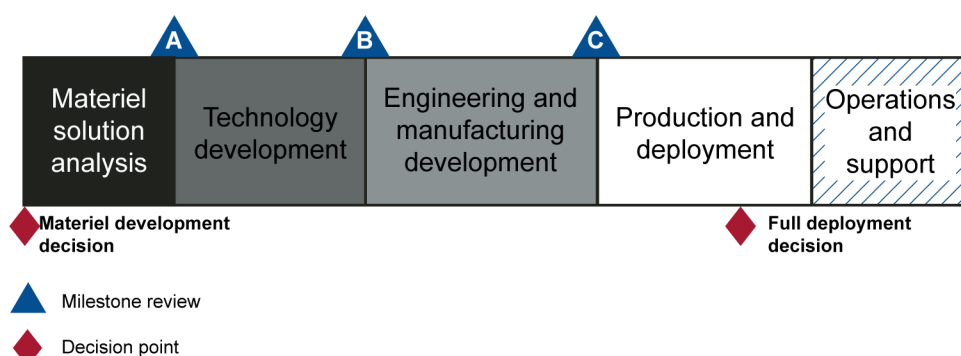 A
B
C
Materiel
solution
analysis
Technology
development
Engineering and
manufacturing
development
Production and
deployment
Operations
and
support
Materiel development
decision
Full deployment
decision
Milestone review
Decision point